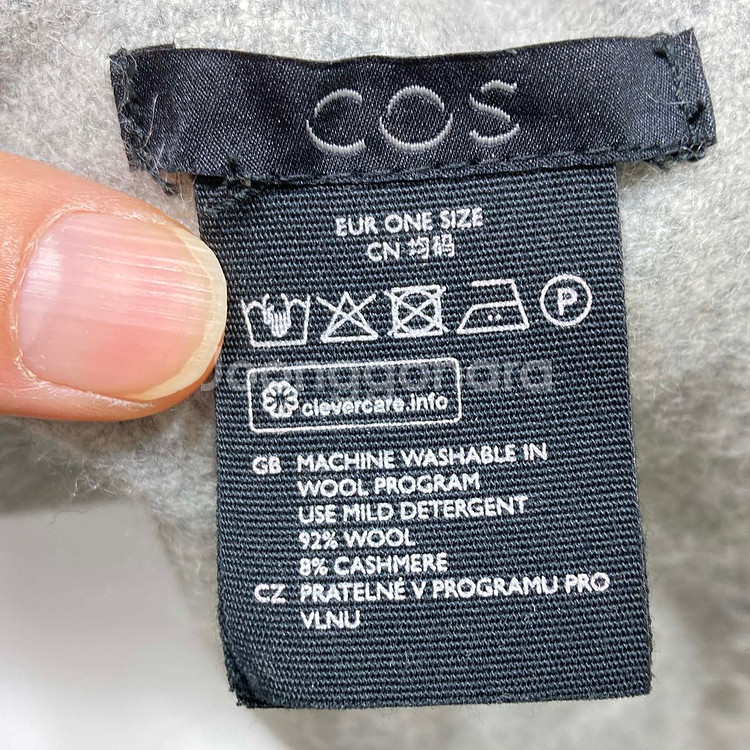 COS
EUR ONE SIZE
CN 均码
P
joonggonara
clevercare.info
GB MACHINE WASHABLE IN
WOOL PROGRAM
USE MILD DETERGENT
92% WOOL
8% CASHMERE
CZ PRATELNÉ V PROGRAMU PRO
VLNU